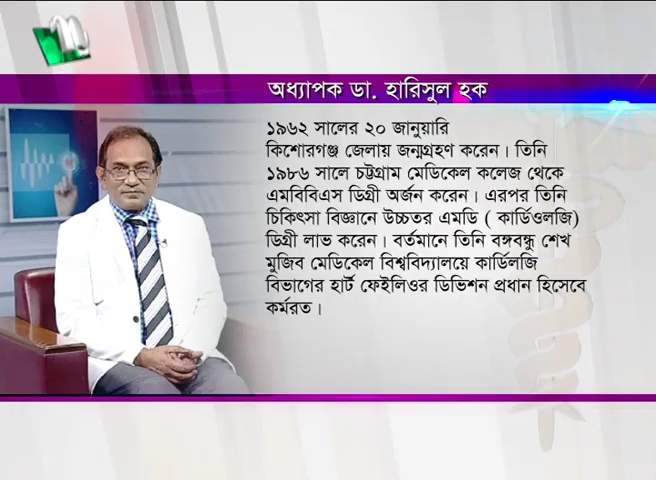 অধ্যাপক ডা. হারিসুল হক
১৯৬২ সালের ২০ জানুয়ারি
কিশোরগঞ্জ জেলায় জন্মগ্রহণ করেন। তিনি
১৯৮৬ সালে চট্টগ্রাম মেডিকেল কলেজ থেকে
এমবিবিএস ডিগ্রী অর্জন করেন। এরপর তিনি
চিকিৎসা বিজ্ঞানে উচ্চতর এমডি ( কার্ডিওলজি)
ডিগ্রী লাভ করেন। বর্তমানে তিনি বঙ্গবন্ধু শেখ
মুজিব মেডিকেল বিশ্ববিদ্যালয়ে কার্ডিলজি
বিভাগের হার্ট ফেইলিওর ডিভিশন প্রধান হিসেবে
কর্মরত।